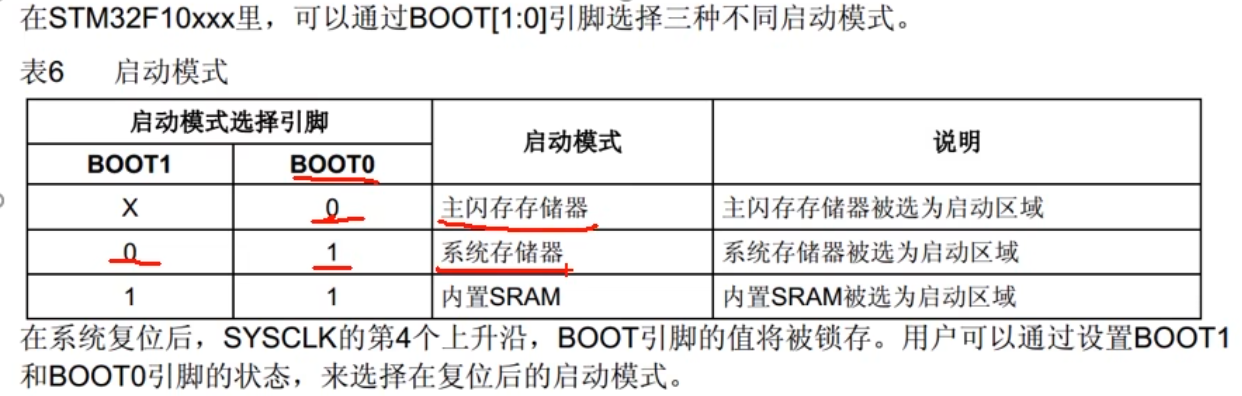 在STM32F10xxx里，可以通过BOOT[1:0]引脚选择三种不同启动模式。
表6 启动模式
启动模式选择引脚 启动模式 说明
BOOT1 BOOT0
X 0 主闪存存储器 主闪存存储器被选为启动区域
0 1 系统存储器 系统存储器被选为启动区域
1 1 内置SRAM 内置SRAM被选为启动区域
在系统复位后，SYSCLK的第4个上升沿，BOOT引脚的值将被锁存。用户可以通过设置BOOT1
和BOOT0引脚的状态，来选择在复位后的启动模式。